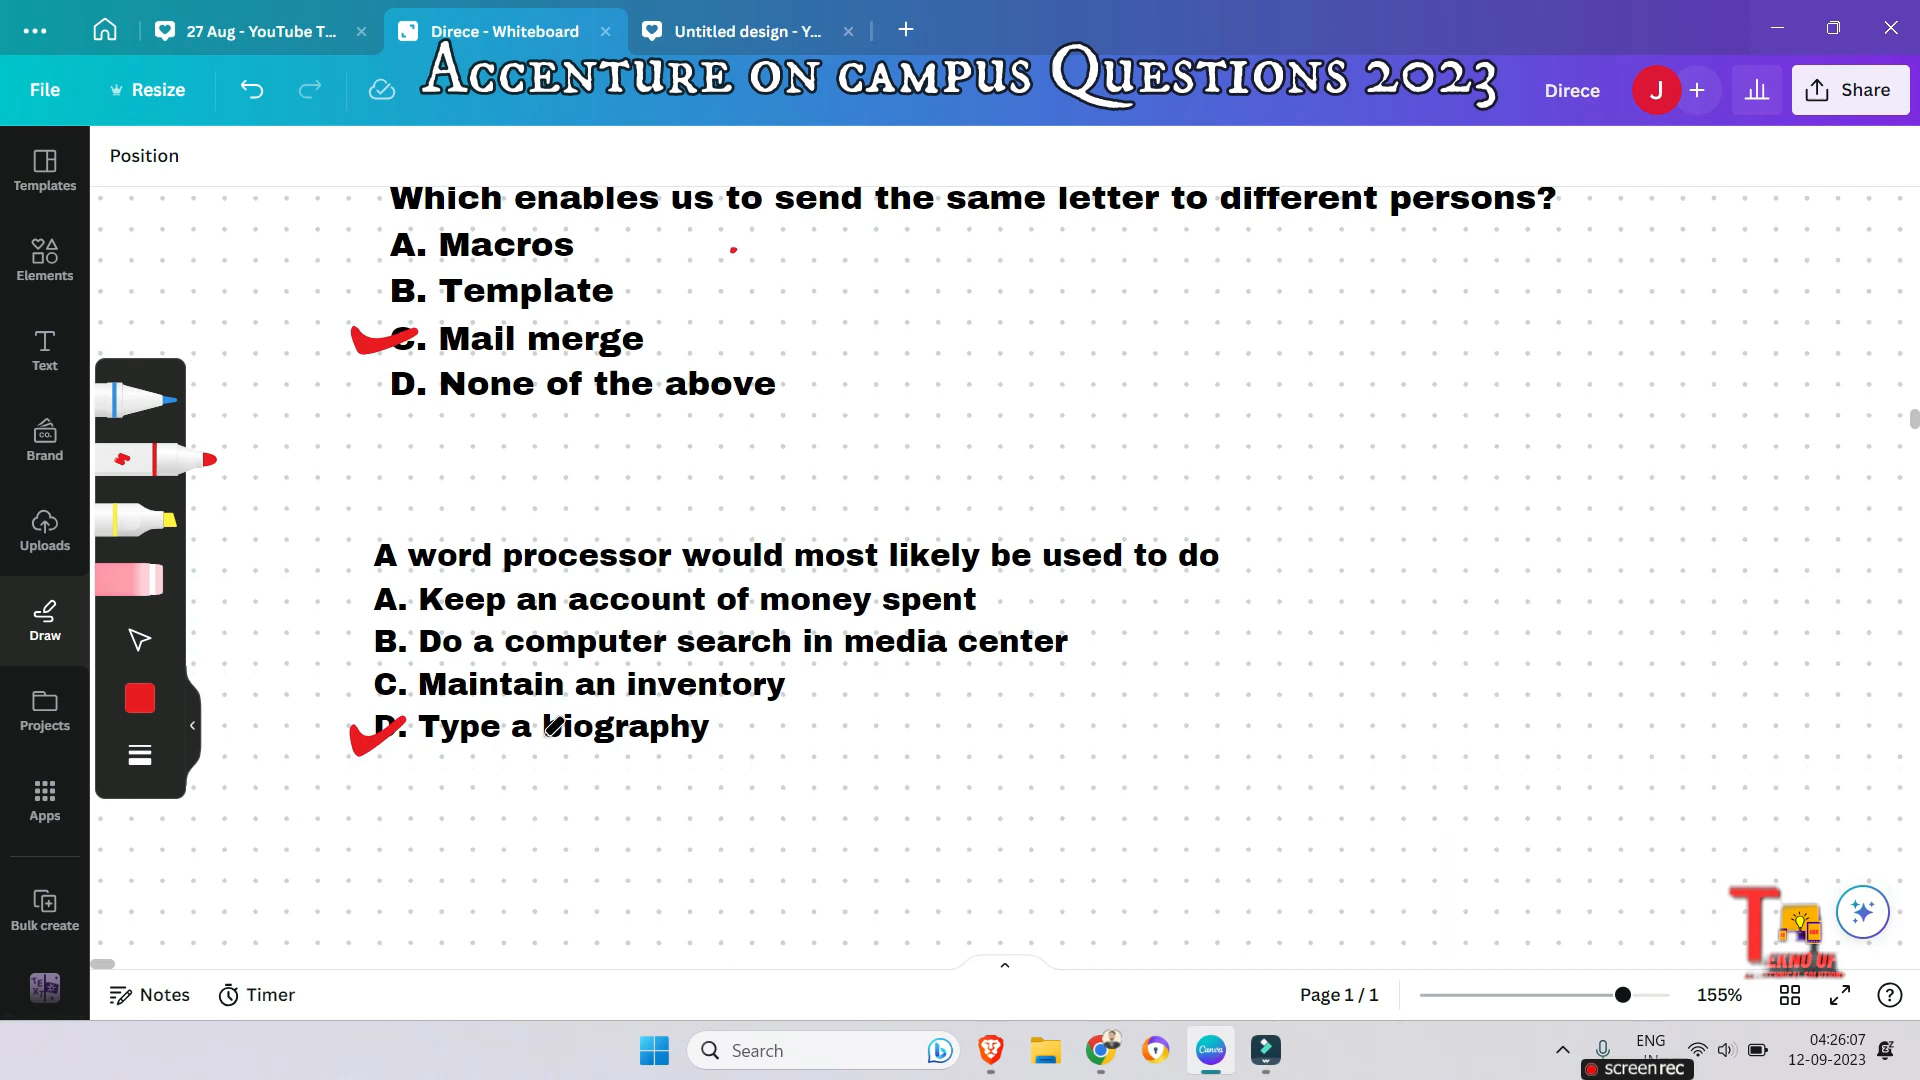 27 Aug - YouTube T...
Direce - Whiteboard
Untitled design - Y...
File
Resize
Accenture on campus Questions 2023
Direce
J
Share
Position
Templates
Elements
Text
Brand
Uploads
Draw
Projects
Apps
Bulk create
Which enables us to send the same letter to different persons?
A. Macros
B. Template
C. Mail merge
D. None of the above
A word processor would most likely be used to do
A. Keep an account of money spent
B. Do a computer search in media center
C. Maintain an inventory
D. Type a biography
Notes
Timer
Page 1 / 1
155%
Search
Canva
ENG
04:26:07
12-09-2023
screenrec